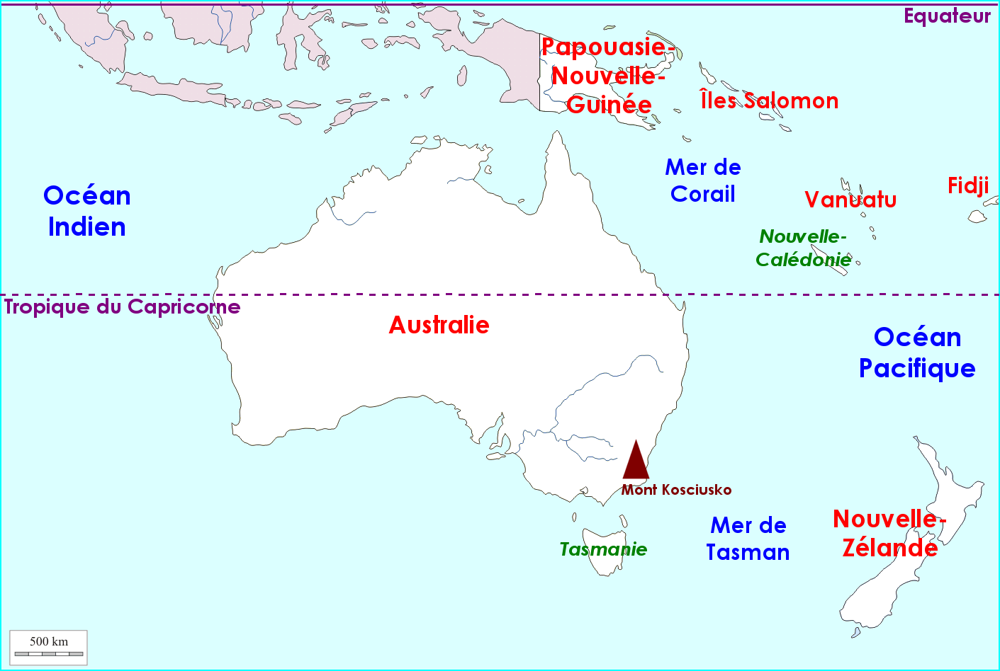 Equateur
Papouasie-
Nouvelle-
Guinée
Îles Salomon
Mer de
Corail
Océan
Indien
Vanuatu
Fidji
Nouvelle-
Calédonie
Tropique du Capricorne
Australie
Océan
Pacifique
Mont Kosciusko
Mer de
Tasman
Nouvelle-
Zélande
Tasmanie
500 km